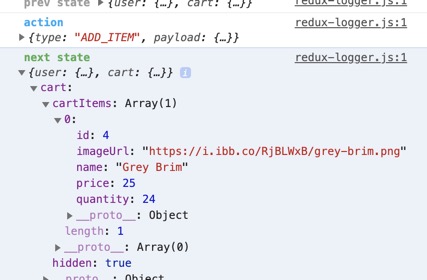 prev state {user: {…}, cart: {…}} redux-logger.js:1
action redux-logger.js:1
{type: "ADD_ITEM", payload: {…}}
next state redux-logger.js:1
{user: {…}, cart: {…}} i
cart:
cartItems: Array(1)
0:
id: 4
imageUrl: "https://i.ibb.co/RjBLWxB/grey-brim.png"
name: "Grey Brim"
price: 25
quantity: 24
__proto__: Object
length: 1
__proto__: Array(0)
hidden: true
__proto__: Object